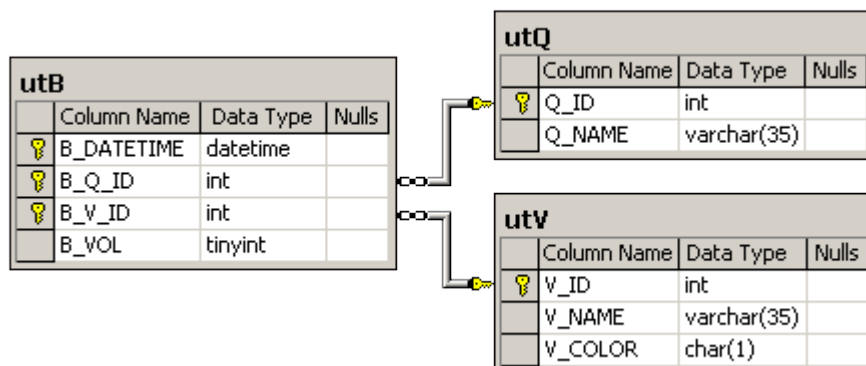 utB
Column Name Data Type Nulls
B_DATETIME datetime
B_Q_ID int
B_V_ID int
B_VOL tinyint
utQ
Column Name Data Type Nulls
Q_ID int
Q_NAME varchar(35)
utV
Column Name Data Type Nulls
V_ID int
V_NAME varchar(35)
V_COLOR char(1)